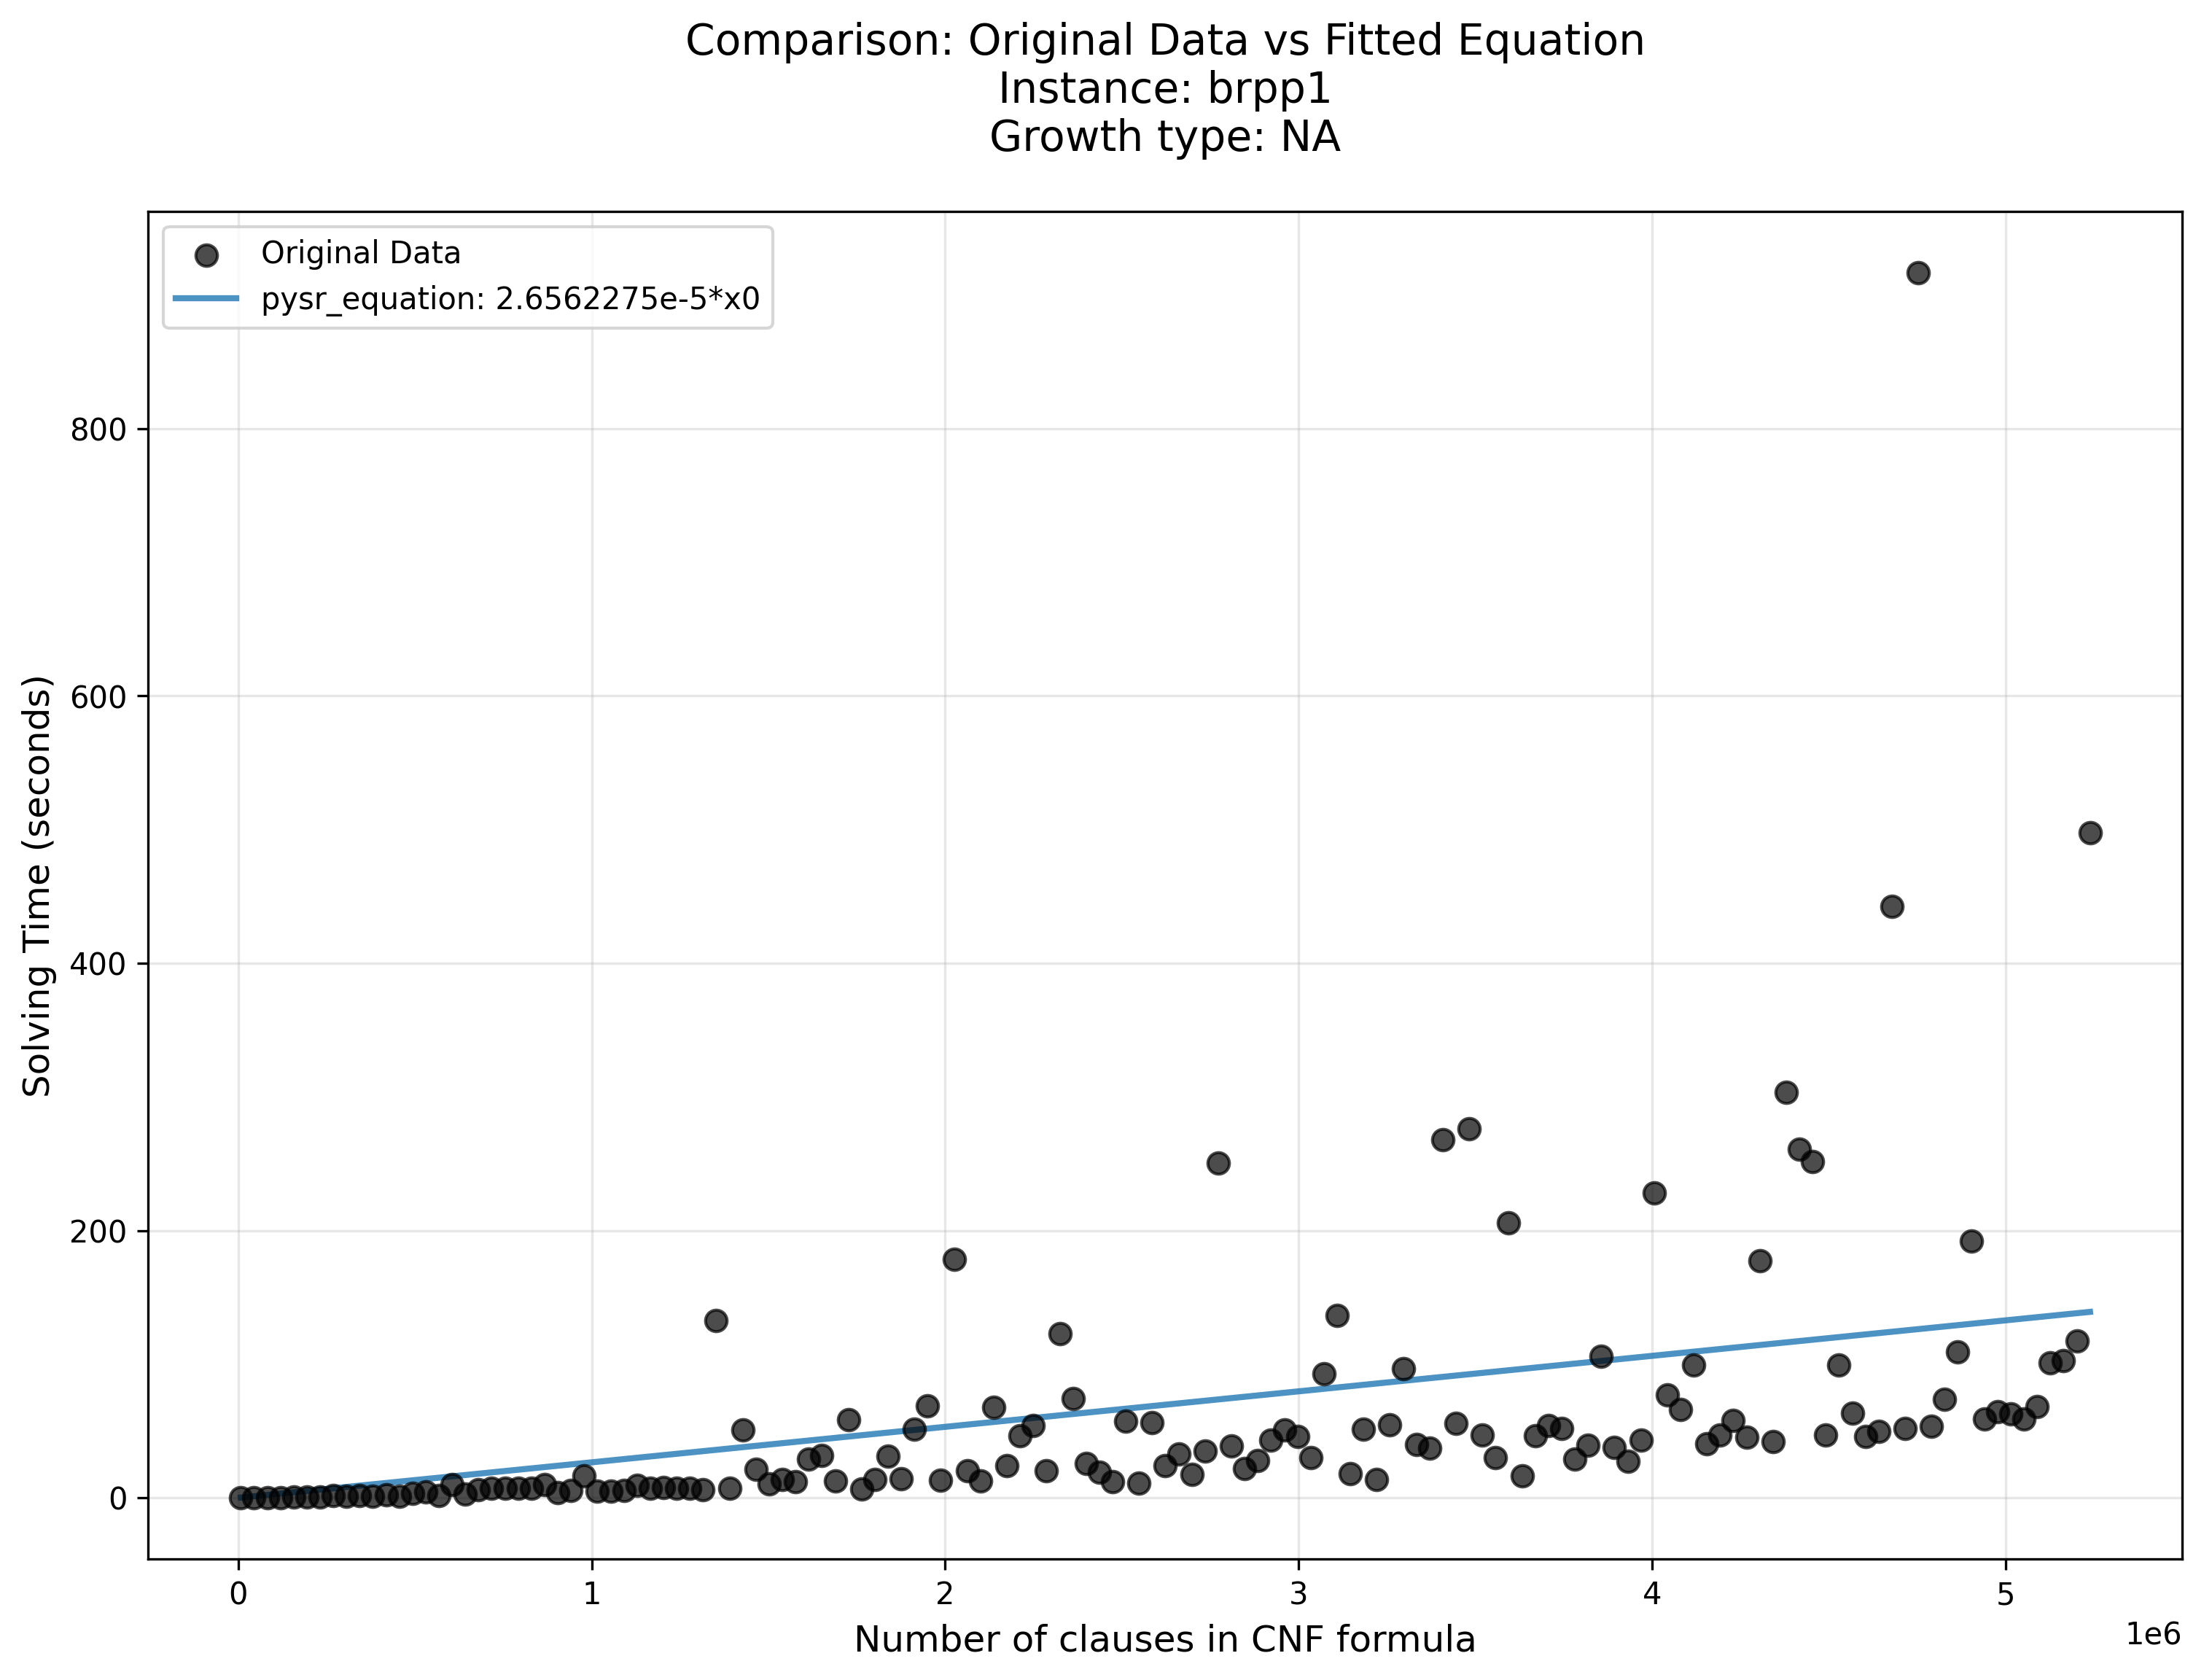 Comparison: Original Data vs Fitted Equation
Instance: brpp1
Growth type: NA
Original Data
pysr_equation: 2.6562275e-5*x0
Solving Time (seconds)
800
600
400
200
0
0 1 2 3 4 5
1e6
Number of clauses in CNF formula